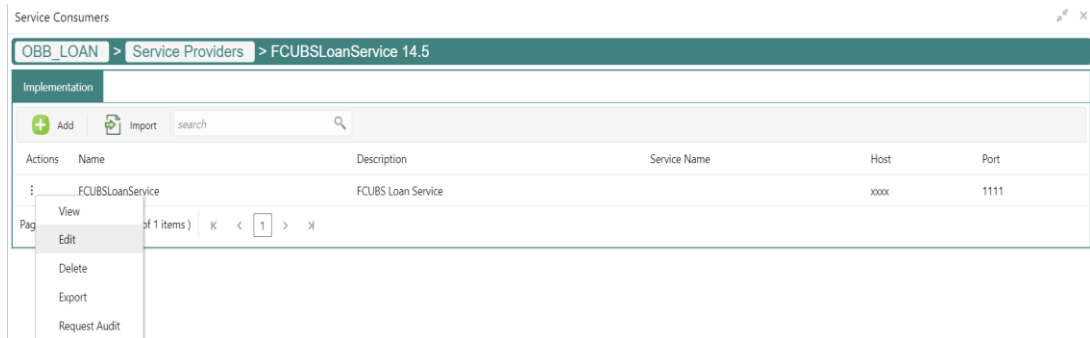 Service Consumers
OBB_LOAN > Service Providers > FCUBSLoanService 14.5
Implementation
Add Import search
Actions Name Description Service Name Host Port
FCUBSLoanService FCUBS Loan Service xxxx 1111
View
Pag of 1 items ) K < 1 > >|
Edit
Delete
Export
Request Audit